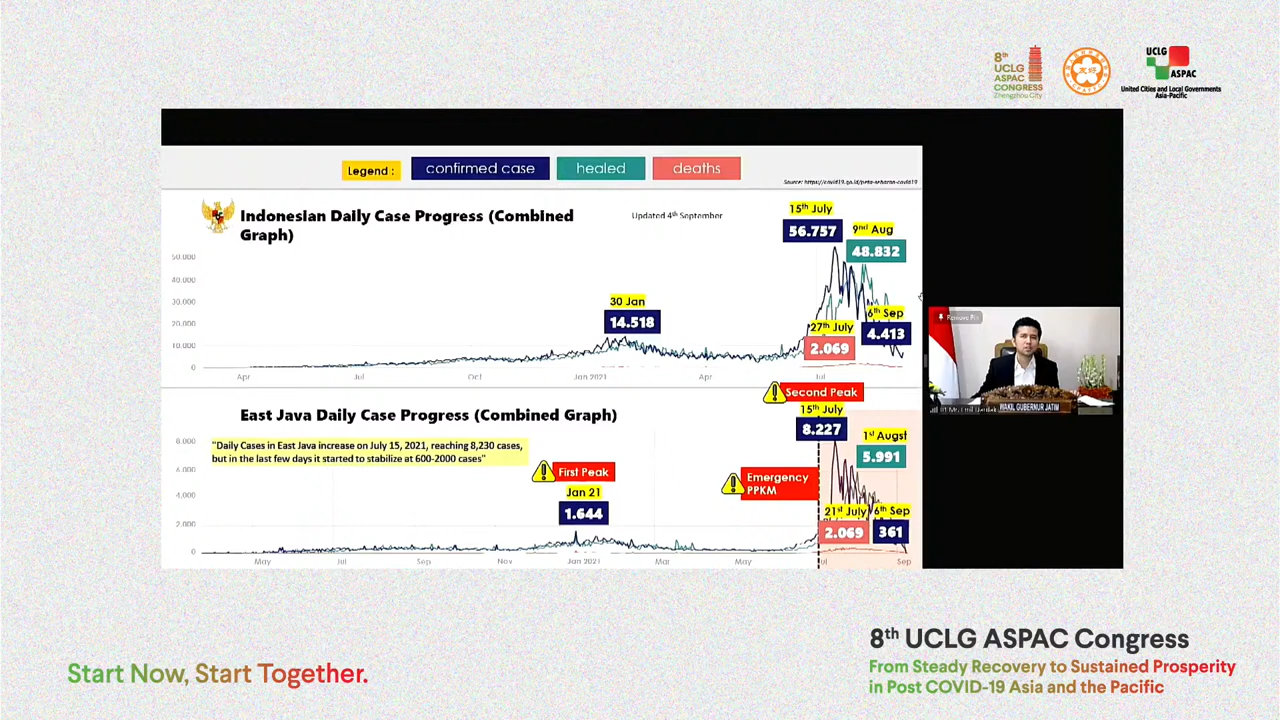 8th
UCLG
ASPAC
CONGRESS
Zhengzhou City
友好
UCLG
ASPAC
United Cities and Local Governments
Asia-Pacific
Legend :
confirmed case
healed
deaths
Source: https://covid19.go.id/peta-sebaran-covid19
Indonesian Daily Case Progress (Combined
Graph)
Updated 4th September
15th July
56.757
9nd Aug
48.832
50.000
40.000
30.000
20.000
10.000
0
30 Jan
14.518
27th July
2.069
6th Sep
4.413
Apr
Jul
Oct
Jan 2021
Apr
Jul
Remove Pin
WAKIL GUBERNUR JATIM
Second Peak
East Java Daily Case Progress (Combined Graph)
15th July
8.227
1st Augst
5.991
"Daily Cases in East Java increase on July 15, 2021, reaching 8,230 cases,
but in the last few days it started to stabilize at 600-2000 cases"
8.000
6.000
4.000
2.000
0
First Peak
Jan 21
1.644
Emergency
PPKM
21st July
2.069
6th Sep
361
May
Jul
Sep
Nov
Jan 2021
Mar
May
Jul
Sep
Start Now, Start Together.
8th UCLG ASPAC Congress
From Steady Recovery to Sustained Prosperity
in Post COVID-19 Asia and the Pacific